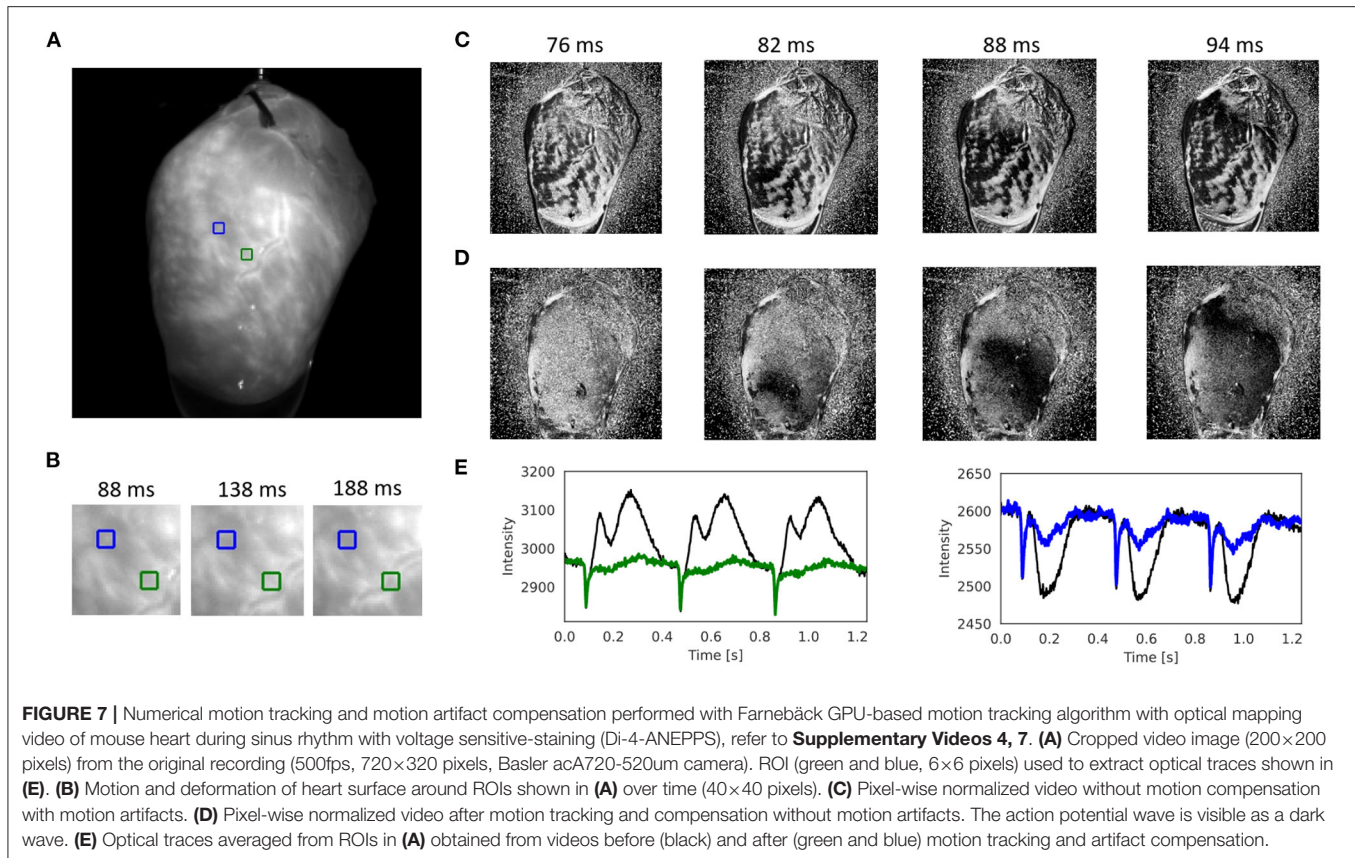 A
C
76 ms
82 ms
88 ms
94 ms
D
B
88 ms
138 ms
188 ms
E
3200
3100
3000
2900
Intensity
0.0
0.2
0.4
0.6
0.8
1.0
1.2
Time [s]
2650
2600
2550
2500
2450
Intensity
0.0
0.2
0.4
0.6
0.8
1.0
1.2
Time [s]
FIGURE 7 | Numerical motion tracking and motion artifact compensation performed with Farnebäck GPU-based motion tracking algorithm with optical mapping
video of mouse heart during sinus rhythm with voltage sensitive-staining (Di-4-ANEPPS), refer to Supplementary Videos 4, 7. (A) Cropped video image (200×200
pixels) from the original recording (500fps, 720×320 pixels, Basler acA720-520um camera). ROI (green and blue, 6×6 pixels) used to extract optical traces shown in
(E). (B) Motion and deformation of heart surface around ROIs shown in (A) over time (40×40 pixels). (C) Pixel-wise normalized video without motion compensation
with motion artifacts. (D) Pixel-wise normalized video after motion tracking and compensation without motion artifacts. The action potential wave is visible as a dark
wave. (E) Optical traces averaged from ROIs in (A) obtained from videos before (black) and after (green and blue) motion tracking and artifact compensation.